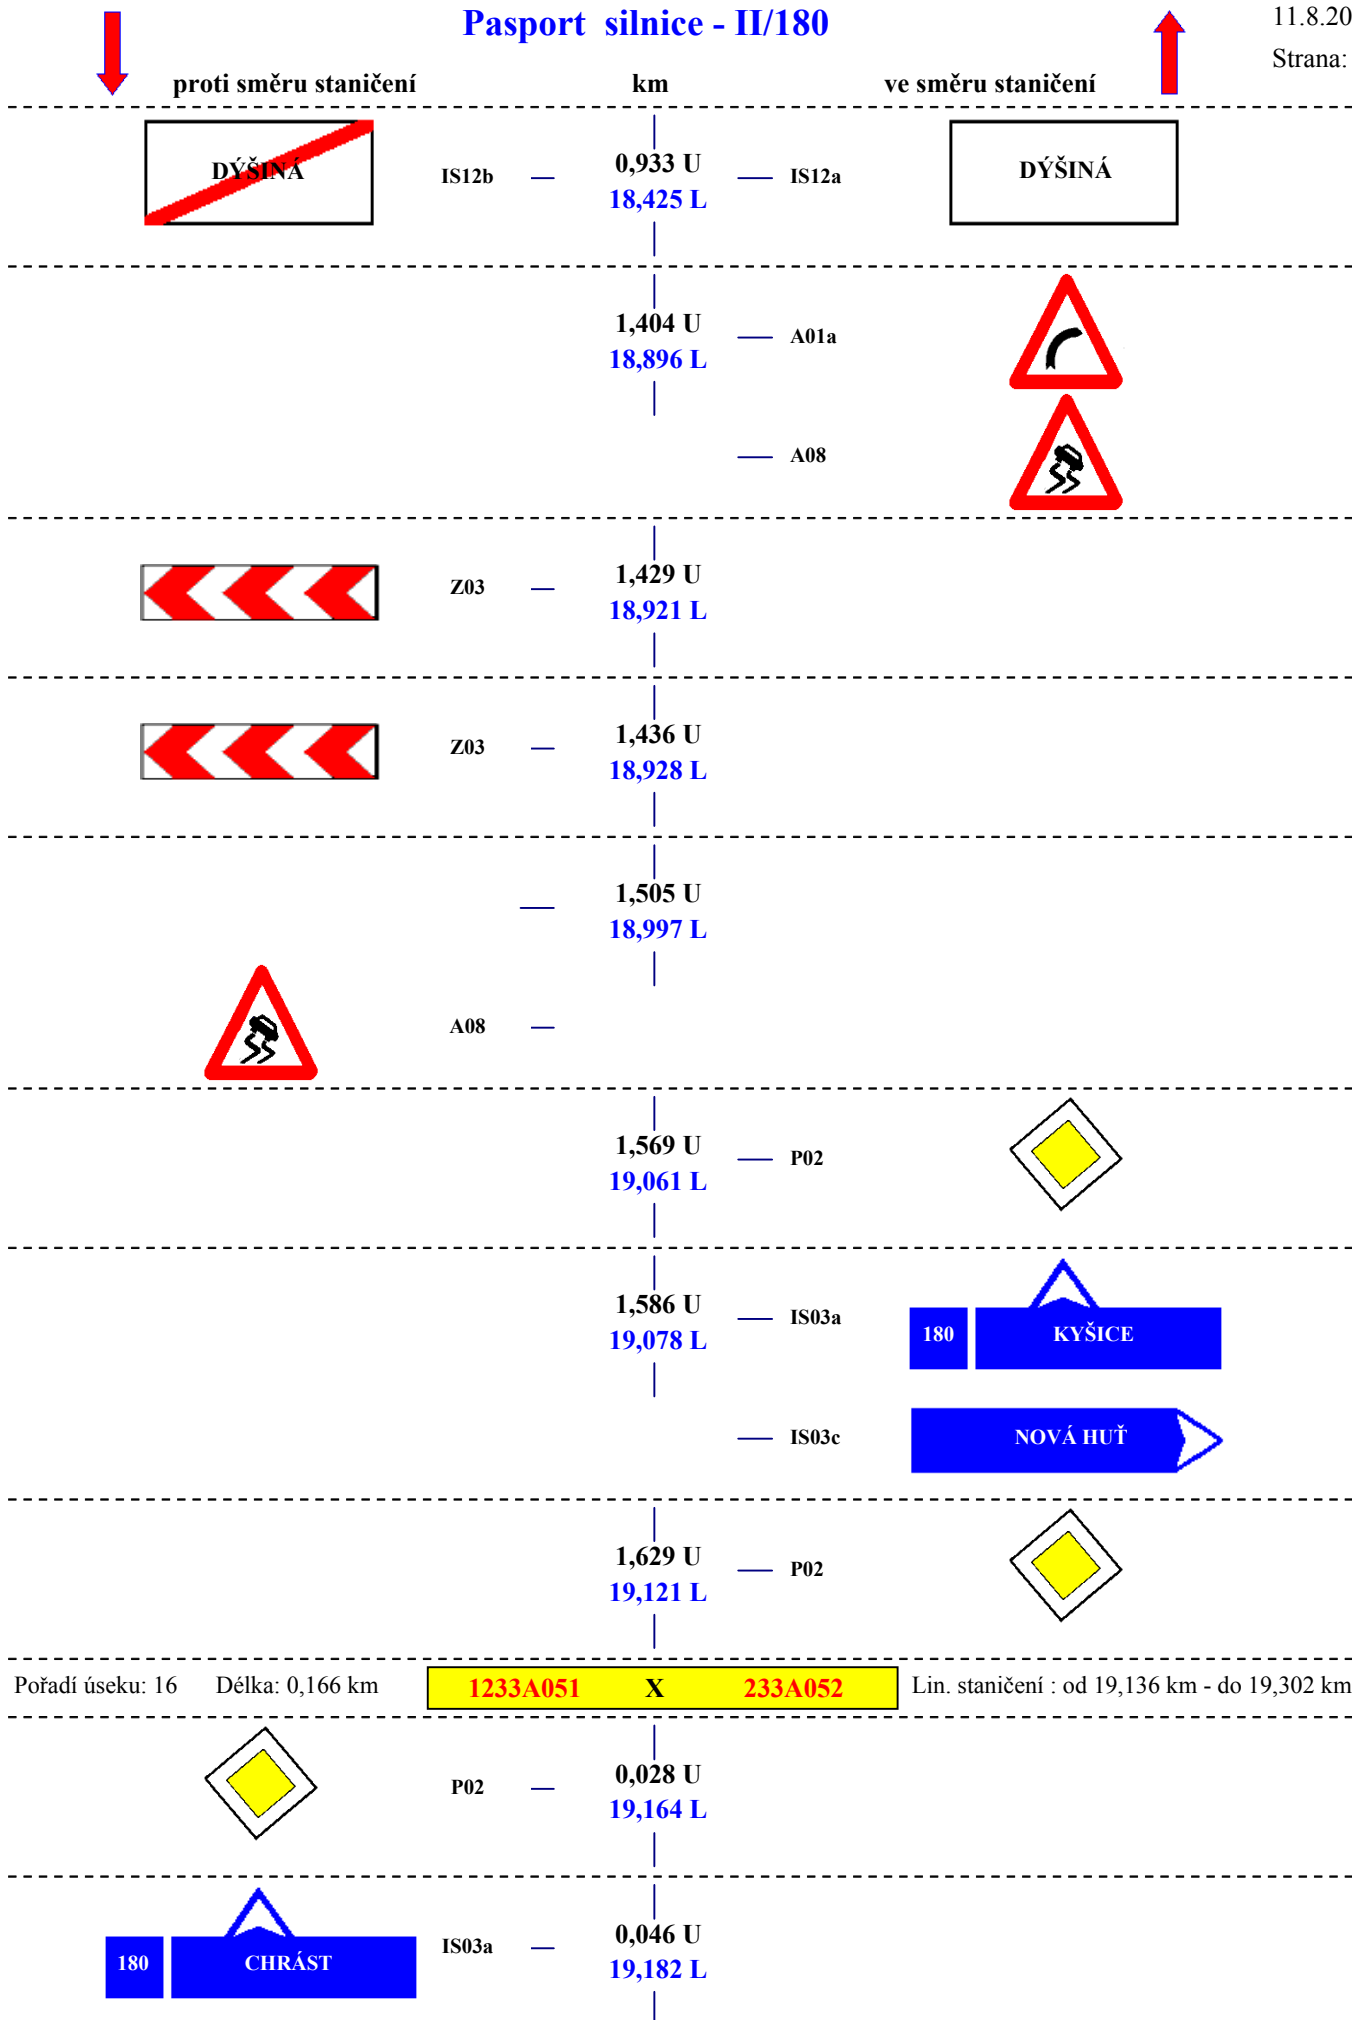 Pasport silnice - II/180
11.8.20
Strana:
proti směru staničení km ve směru staničení
DÝŠINÁ IS12b 0,933 U IS12a DÝŠINÁ
18,425 L
1,404 U A01a
18,896 L
A08
Z03 1,429 U
18,921 L
Z03 1,436 U
18,928 L
1,505 U
18,997 L
A08
1,569 U P02
19,061 L
1,586 U IS03a 180 KYŠICE
19,078 L
IS03c NOVÁ HUŤ
1,629 U P02
19,121 L
Pořadí úseku: 16 Délka: 0,166 km 1233A051 X 233A052 Lin. staničení : od 19,136 km - do 19,302 km
P02 0,028 U
19,164 L
180 CHRÁST IS03a 0,046 U
19,182 L